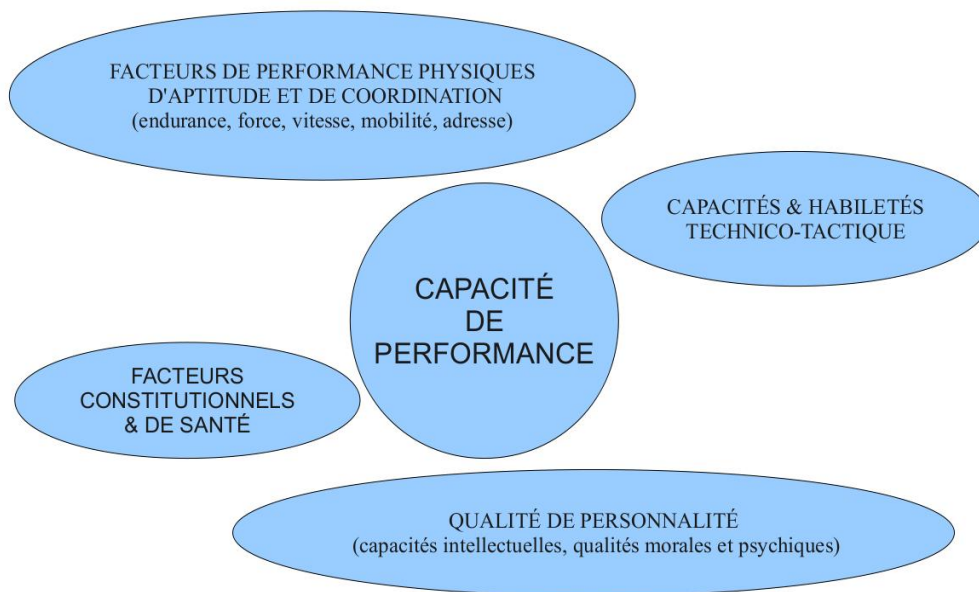 FACTEURS DE PERFORMANCE PHYSIQUES
D'APTITUDE ET DE COORDINATION
(endurance, force, vitesse, mobilité, adresse)
CAPACITÉS & HABILETÉS
TECHNICO-TACTIQUE
CAPACITÉ
DE
PERFORMANCE
FACTEURS
CONSTITUTIONNELS
& DE SANTÉ
QUALITÉ DE PERSONNALITÉ
(capacités intellectuelles, qualités morales et psychiques)